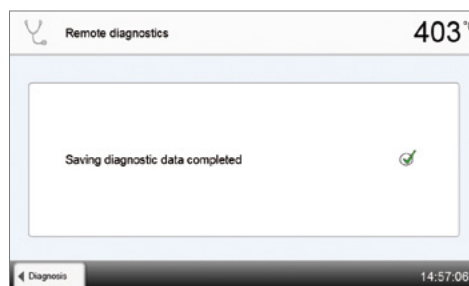 Remote diagnostics
403
Saving diagnostic data completed
Diagnosis
14:57:06